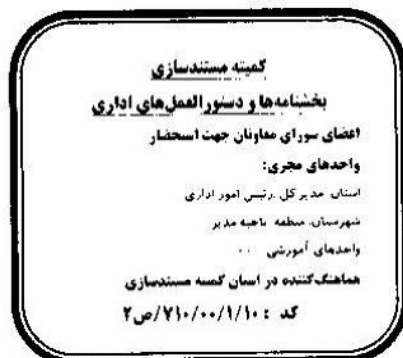 کمیته مستندسازی
بخشنامه‌ها و دستورالعمل‌های اداری
اعضای شورای معاونان جهت استحضار
واحدهای مجری:
استان مدیرکل رئیس امور اداری
شهرستان، منطقه ناحیه مدیر
واحدهای آموزشی ۰۰
هماهنگ‌کننده در استان کمیته مستندسازی
کد : ۷۱۰/۰۰/۱/۱۰/ص۲